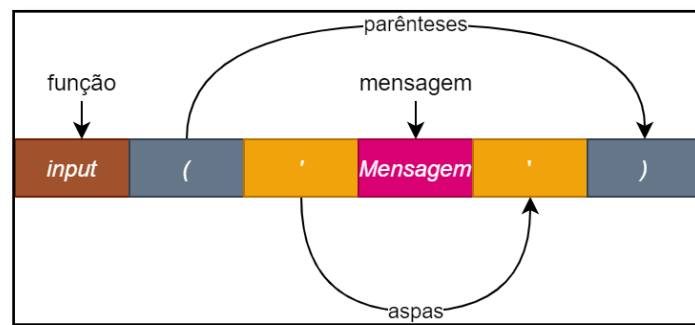 parênteses
função
mensagem
input ( ' Mensagem ' )
aspas